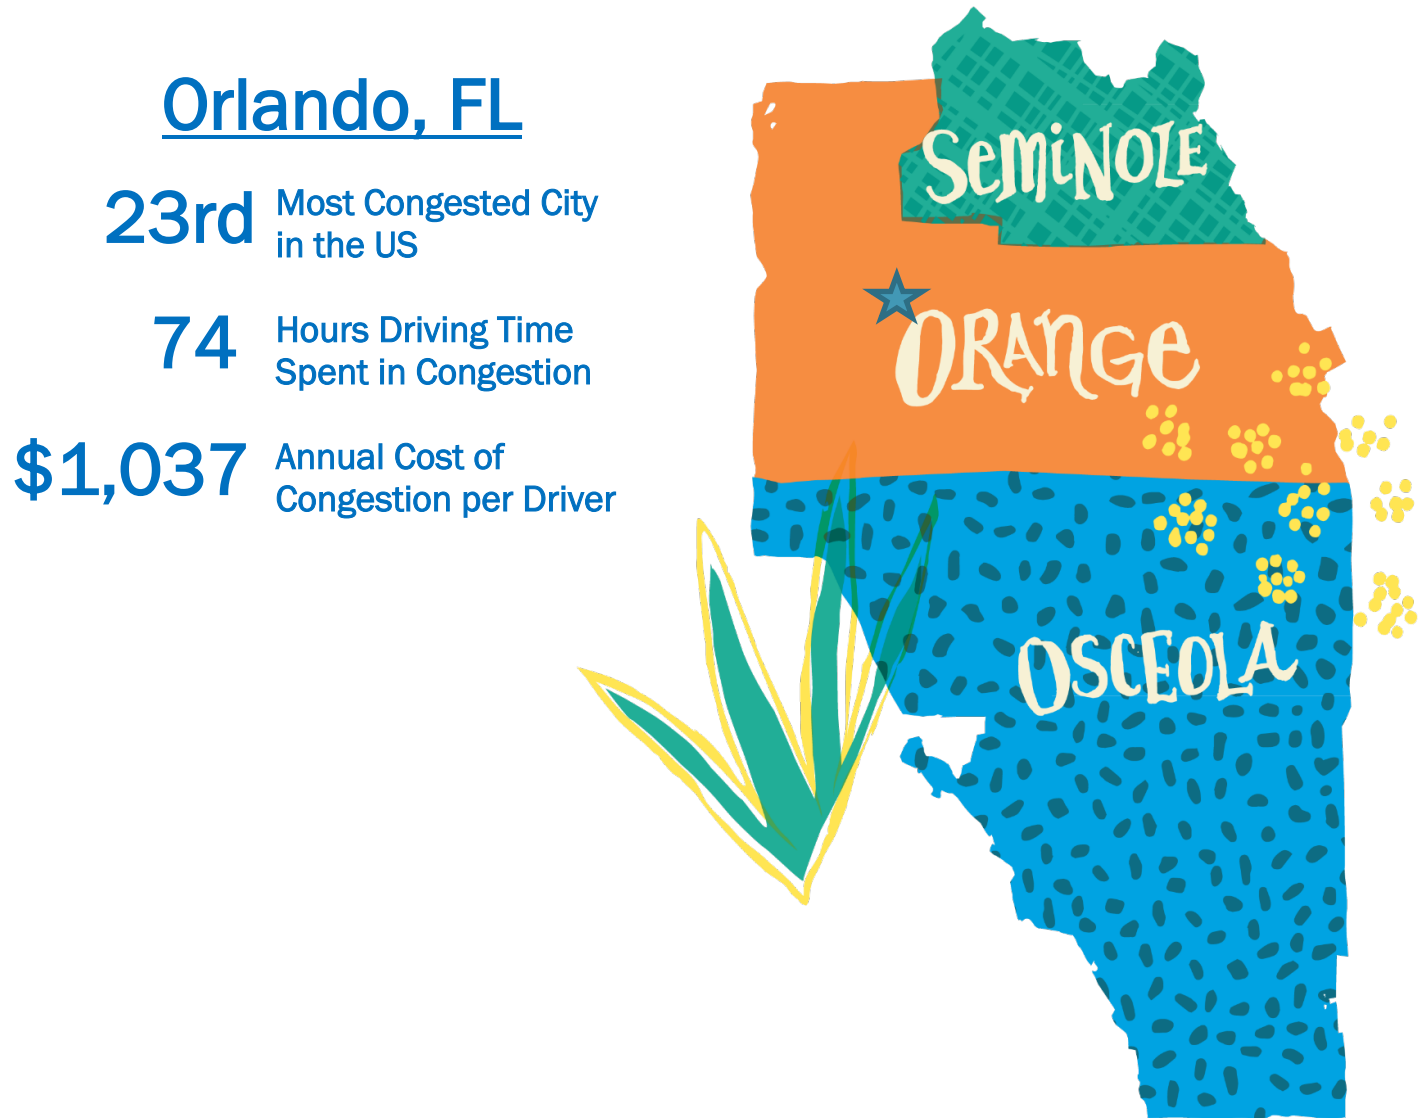 Orlando, FL
23rd Most Congested City
in the US
74 Hours Driving Time
Spent in Congestion
$1,037 Annual Cost of
Congestion per Driver
SEMiNOLE
ORANGe
OSCEOLA